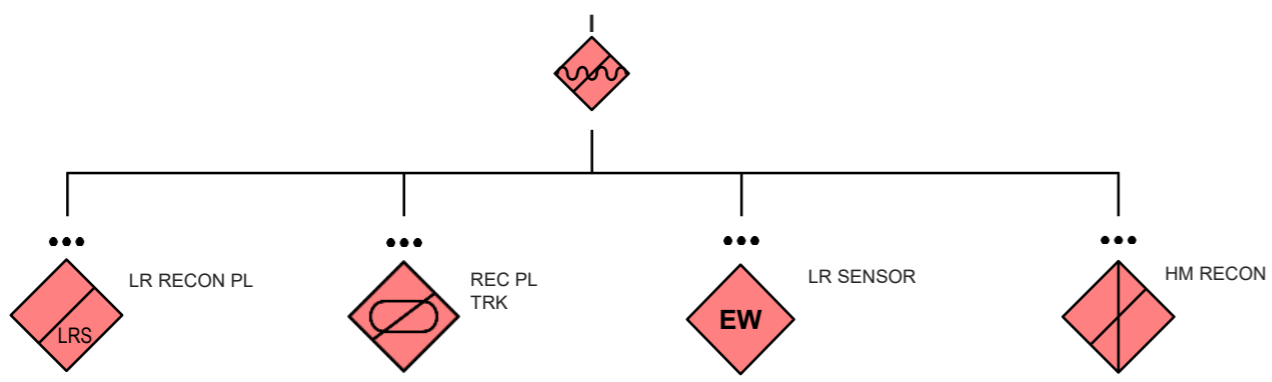 LR RECON PL
LRS
REC PL
TRK
LR SENSOR
EW
HM RECON